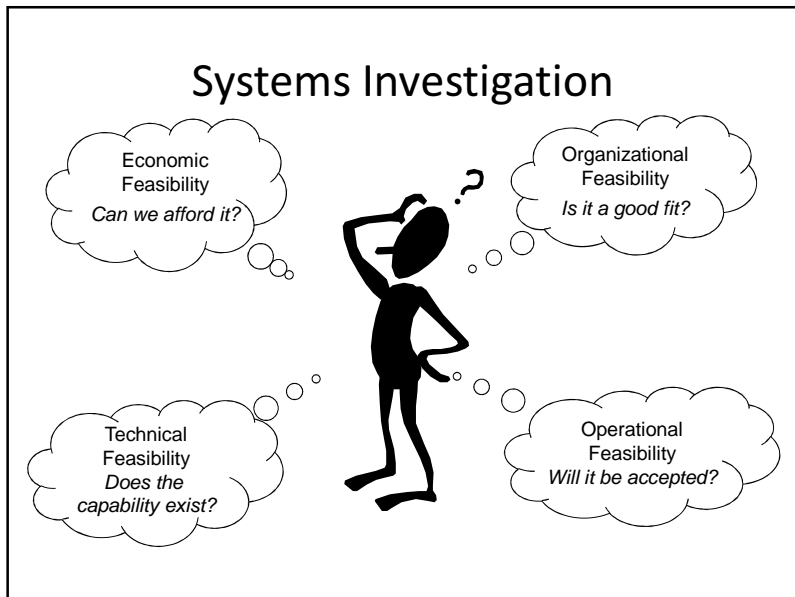 Systems Investigation
Economic
Feasibility
Can we afford it?
Organizational
Feasibility
Is it a good fit?
?
Technical
Feasibility
Does the
capability exist?
Operational
Feasibility
Will it be accepted?